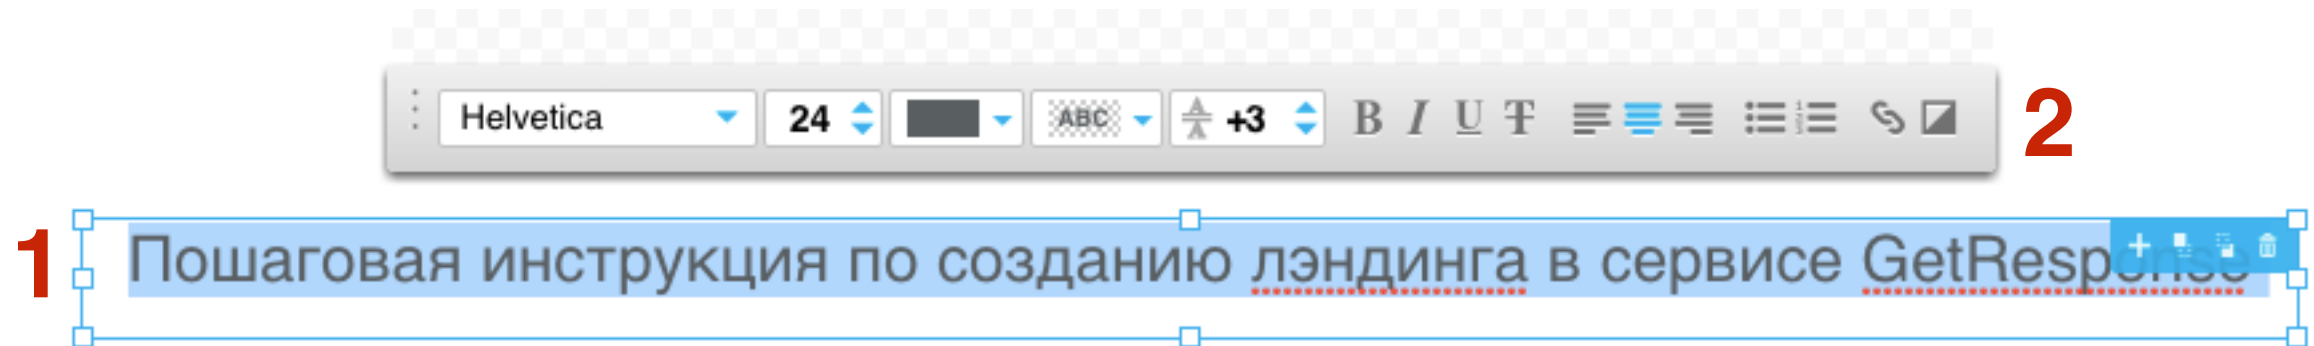 Helvetica 24 ABC +3 B I U T 2
1 Пошаговая инструкция по созданию лэндинга в сервисе GetResponse